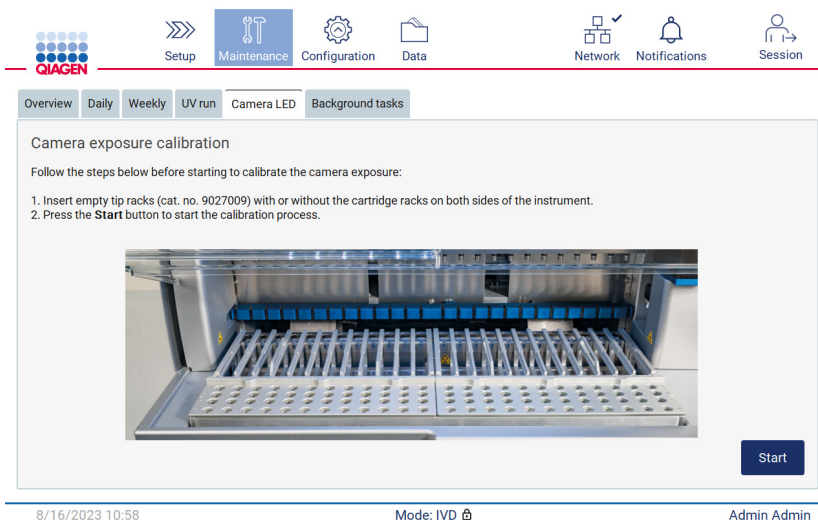 QIAGEN
Setup
Maintenance
Configuration
Data
Network
Notifications
Session
Overview
Daily
Weekly
UV run
Camera LED
Background tasks
Camera exposure calibration
Follow the steps below before starting to calibrate the camera exposure:
1. Insert empty tip racks (cat. no. 9027009) with or without the cartridge racks on both sides of the instrument.
2. Press the Start button to start the calibration process.
Start
8/16/2023 10:58
Mode: IVD
Admin Admin